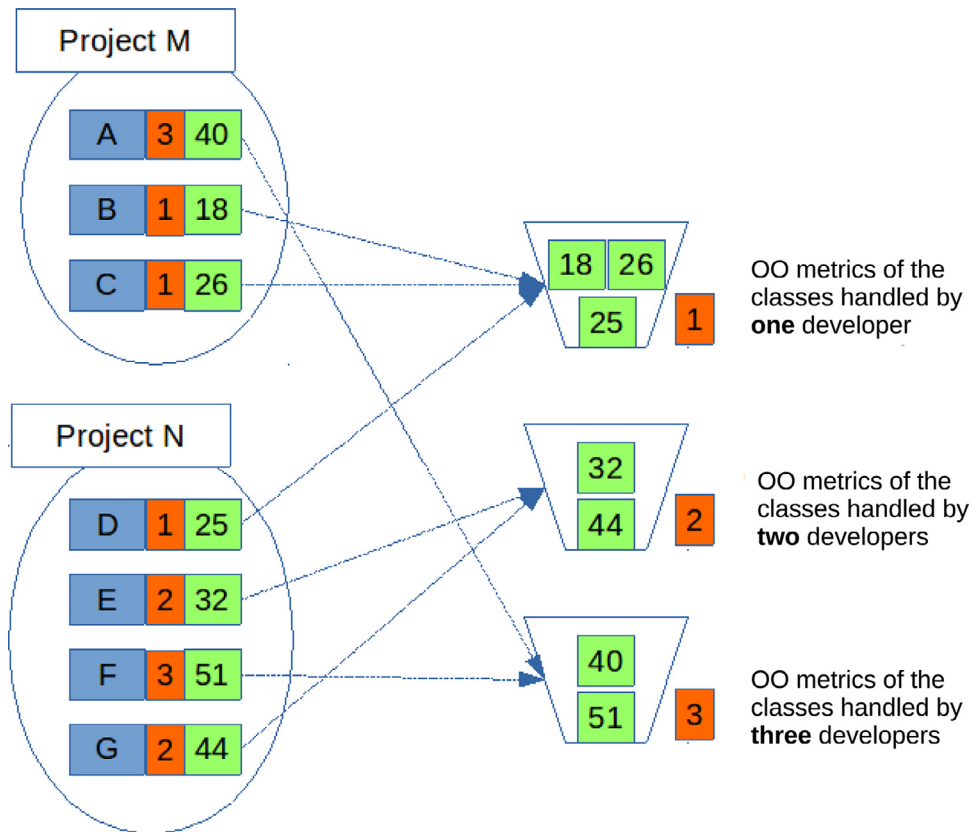 Project M
A 3 40
B 1 18
C 1 26
Project N
D 1 25
E 2 32
F 3 51
G 2 44
18 26
25
1
OO metrics of the
classes handled by
one developer
32
44
2
OO metrics of the
classes handled by
two developers
40
51
3
OO metrics of the
classes handled by
three developers